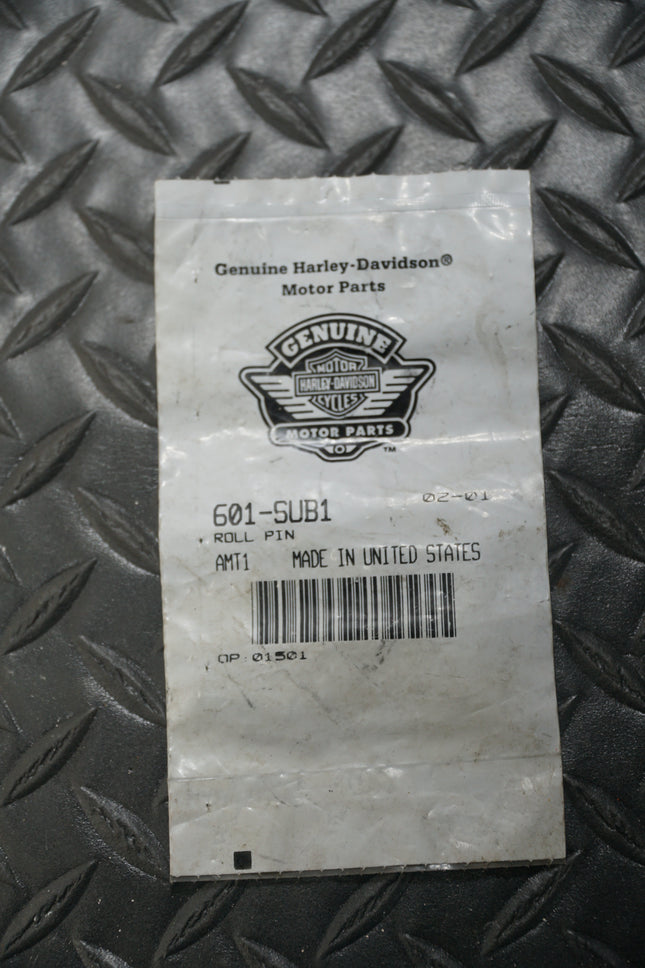 Genuine Harley-Davidson®
Motor Parts
GENUINE
MOTOR
HARLEY-DAVIDSON
CYCLES
MOTOR PARTS
™
601-SUB1 02-01
ROLL PIN
AMT1 MADE IN UNITED STATES
OP 01501